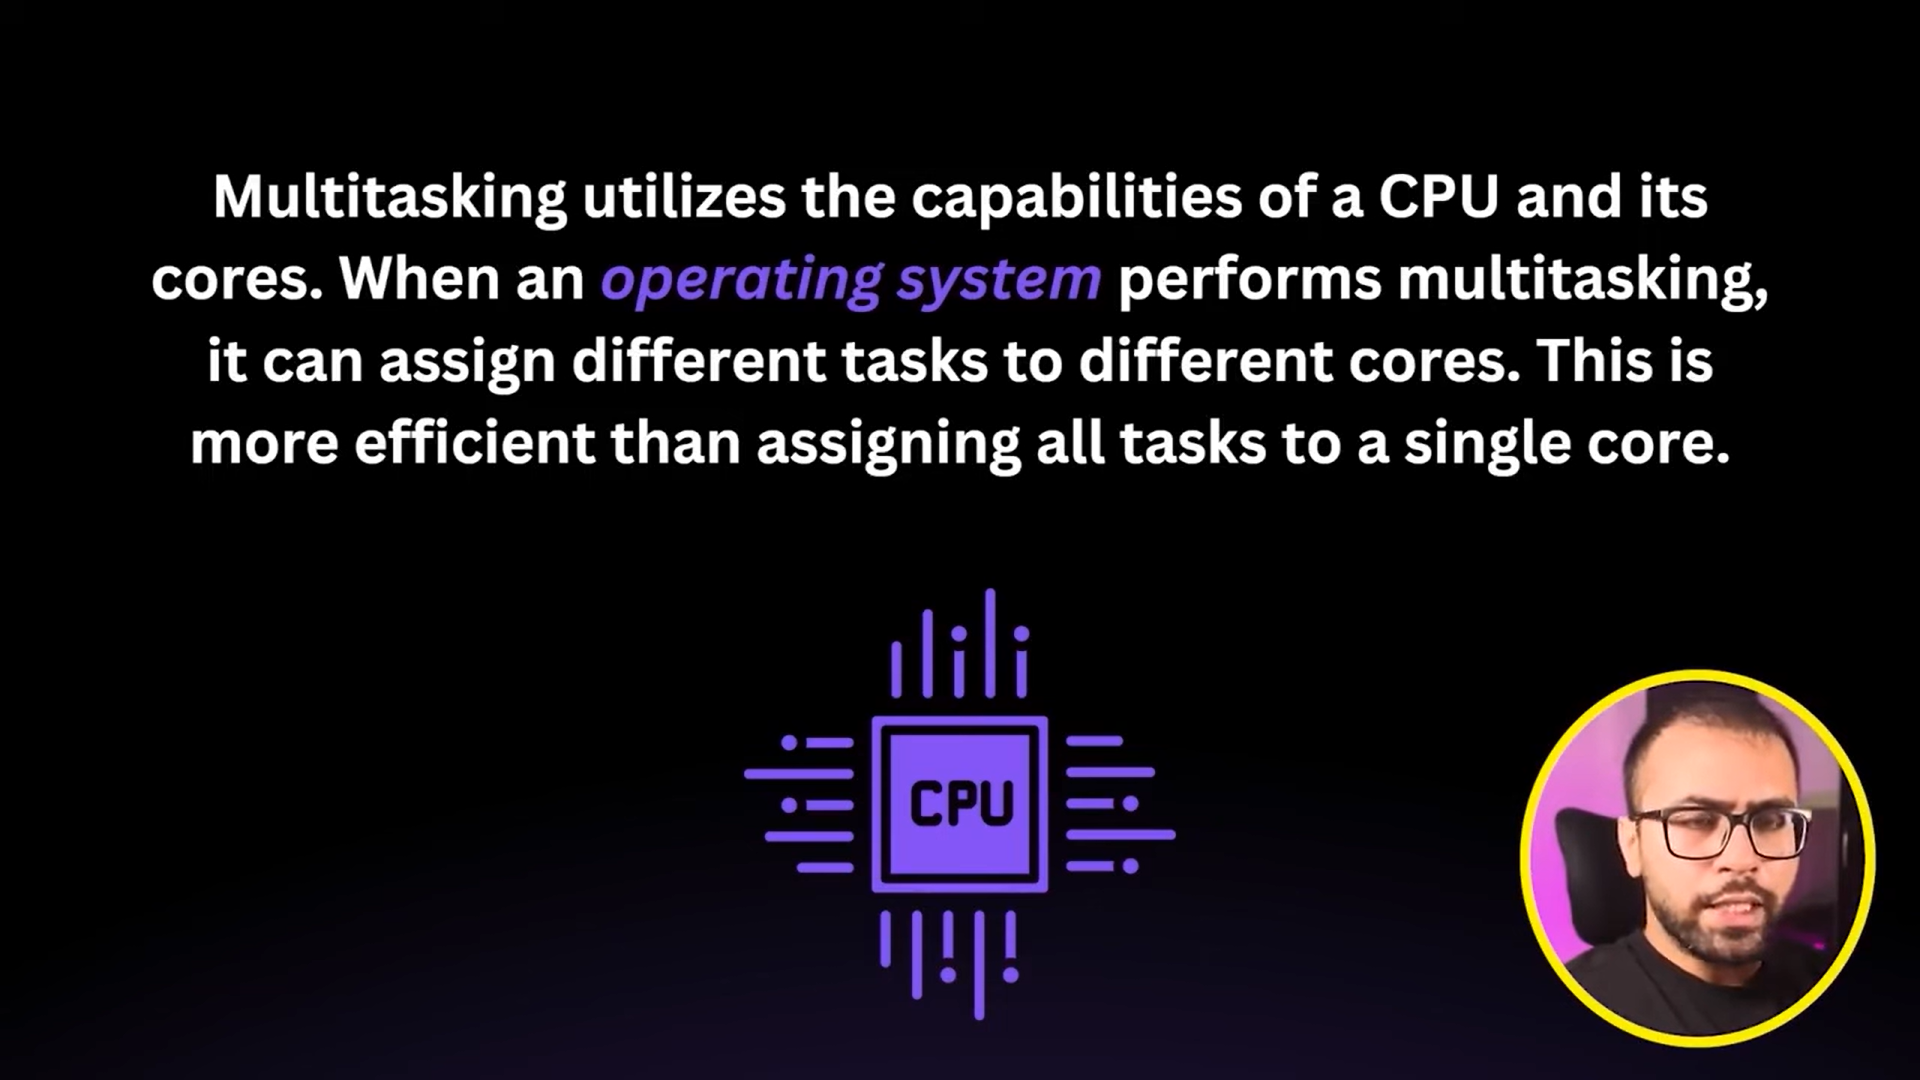 Multitasking utilizes the capabilities of a CPU and its
cores. When an operating system performs multitasking,
it can assign different tasks to different cores. This is
more efficient than assigning all tasks to a single core.
CPU